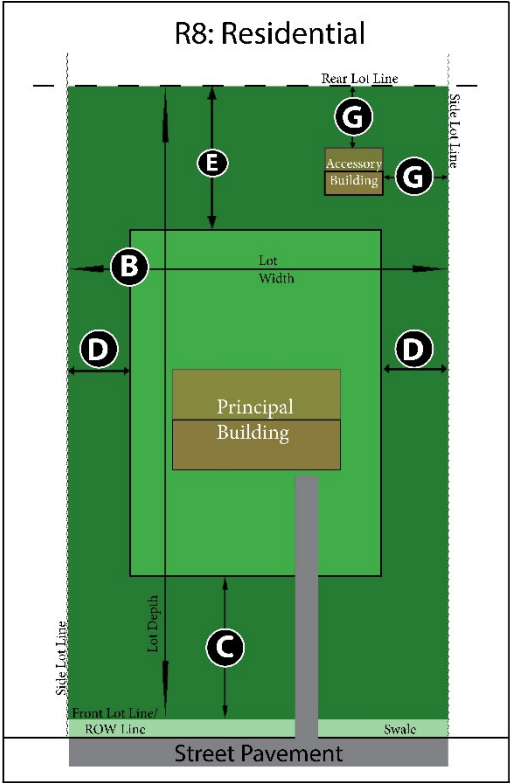 R8: Residential
Rear Lot Line
Side Lot Line
G
E
Accessory
Building
G
Lot
B
Width
D
D
Principal
Building
Lot Depth
C
Side Lot Line
Front Lot Line/
ROW Line
Swale
Street Pavement